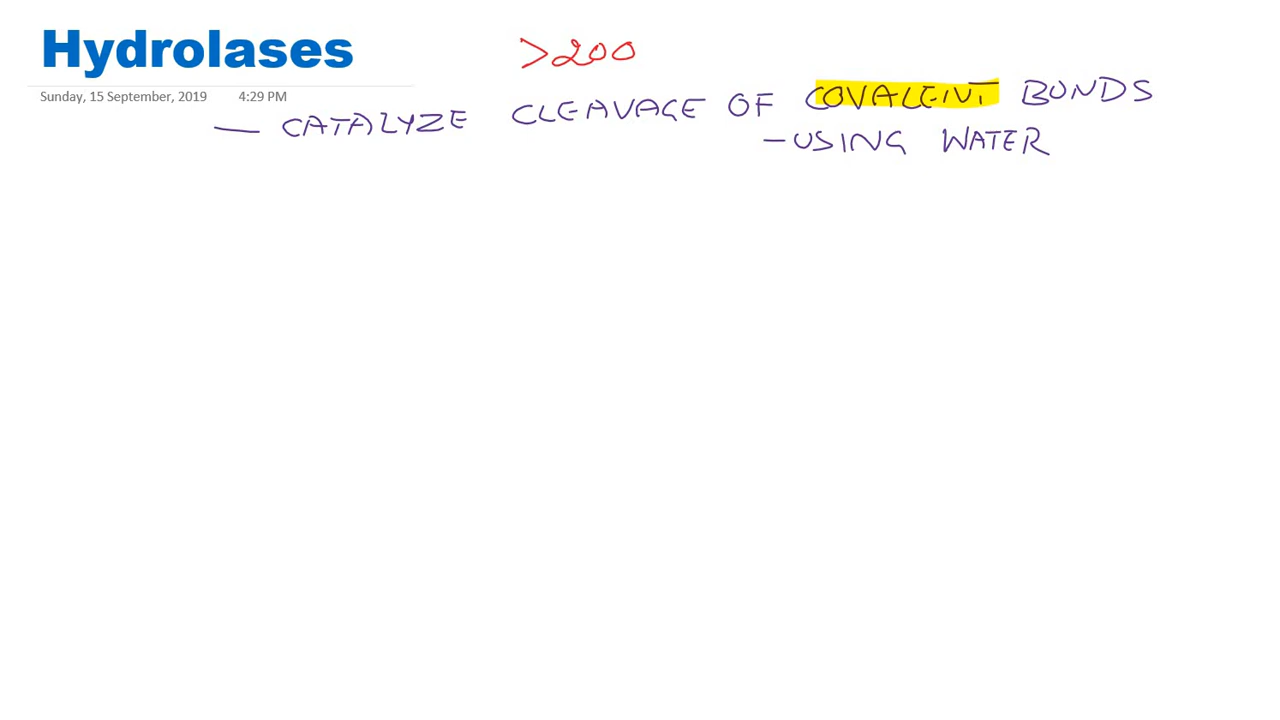 Hydrolases
>200
Sunday, 15 September, 2019 4:29 PM
— CATALYZE CLEAVAGE OF COVALENT BONDS
— USING WATER